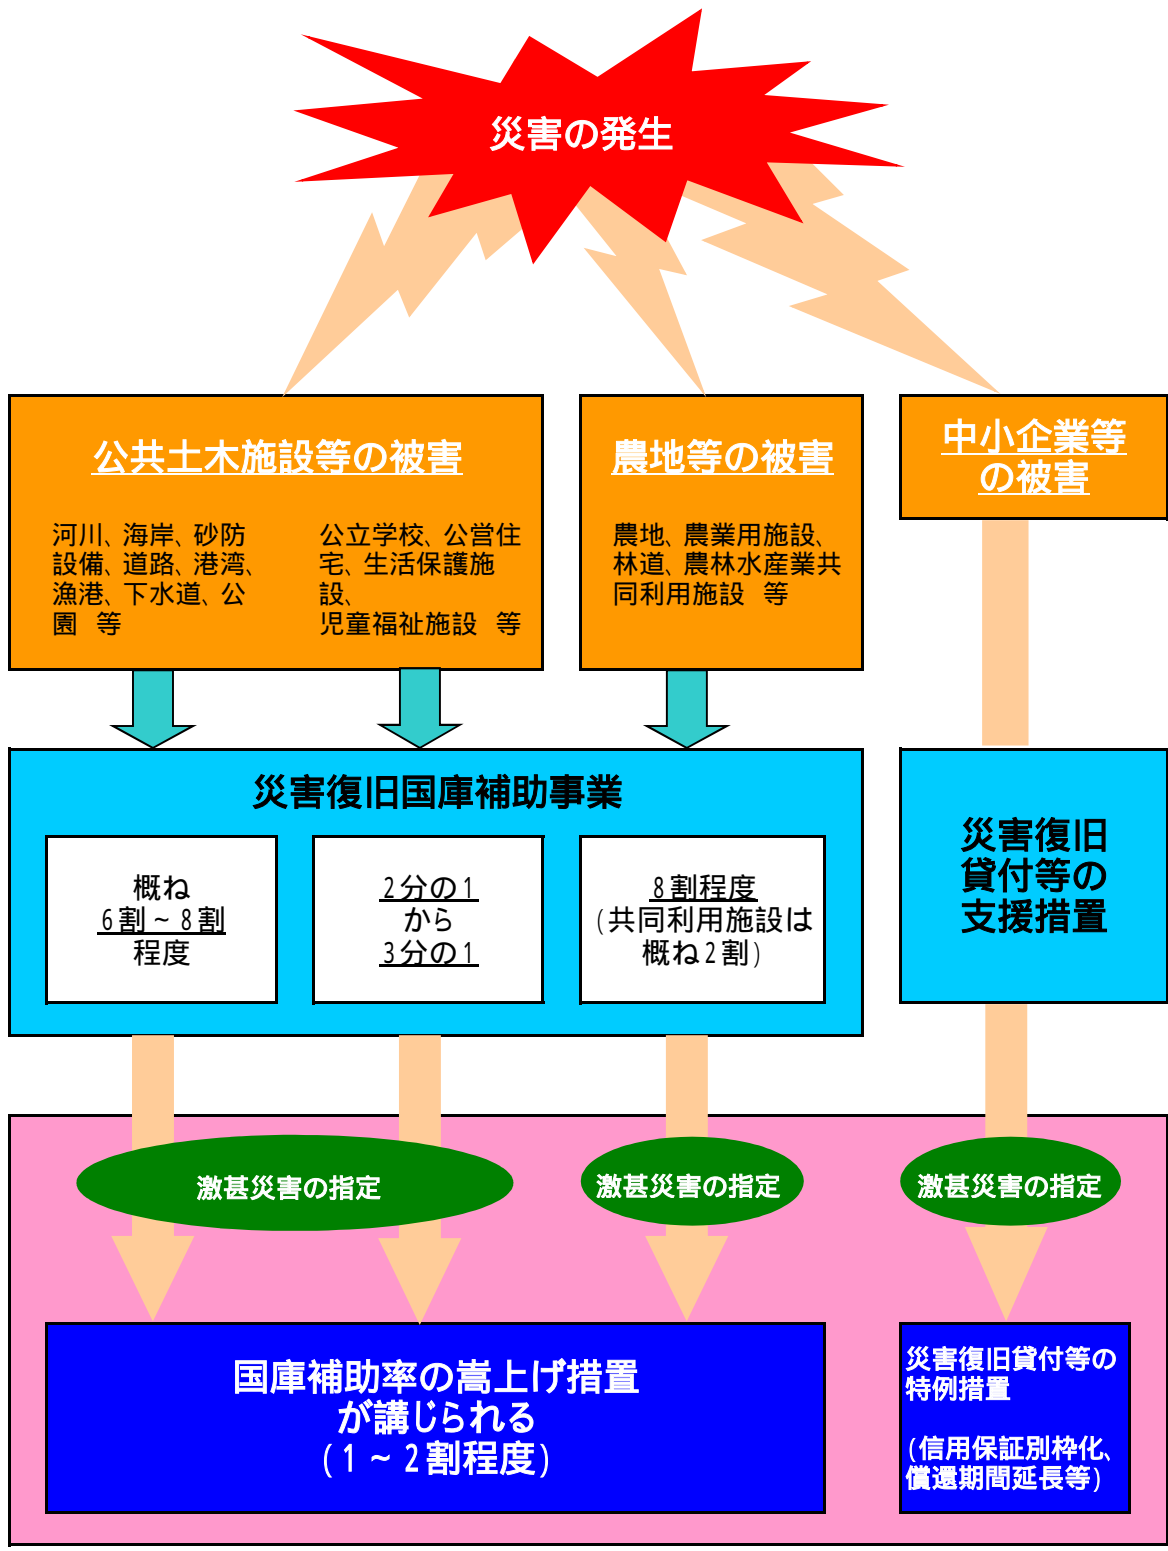 災害の発生
公共土木施設等の被害
河川、海岸、砂防
設備、道路、港湾、
漁港、下水道、公
園 等
公立学校、公営住
宅、生活保護施
設、
児童福祉施設 等
農地等の被害
農地、農業用施設、
林道、農林水産業共
同利用施設 等
中小企業等
の被害
災害復旧国庫補助事業
概ね
6割~8割
程度
2分の1
から
3分の1
8割程度
(共同利用施設は
概ね2割)
災害復旧
貸付等の
支援措置
激甚災害の指定
激甚災害の指定
激甚災害の指定
国庫補助率の嵩上げ措置
が講じられる
(1~2割程度)
災害復旧貸付等の
特例措置
(信用保証別枠化、
償還期間延長等)